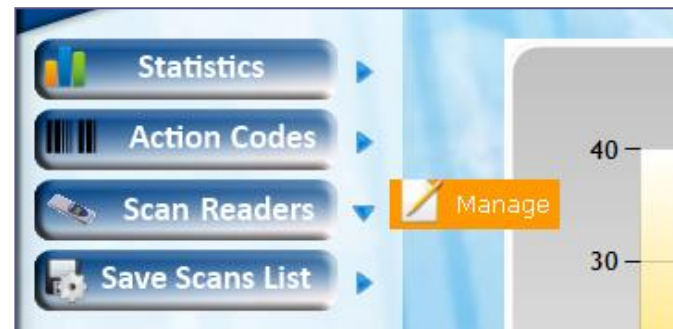 Statistics
Action Codes
Scan Readers
Manage
Save Scans List
40
30